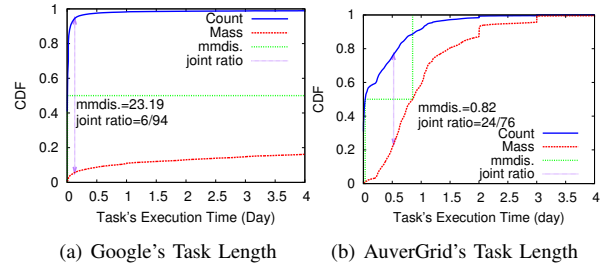 1
0.8
0.6
0.4
0.2
0
CDF
Count
Mass
mmdis.
joint ratio
mmdis.=23.19
joint ratio=6/94
0 0.5 1 1.5 2 2.5 3 3.5 4
Task's Execution Time (Day)
(a) Google's Task Length
1
0.8
0.6
0.4
0.2
0
CDF
mmdis.=0.82
joint ratio=24/76
Count
Mass
mmdis.
joint ratio
0 0.5 1 1.5 2 2.5 3 3.5 4
Task's Execution Time (day)
(b) AuverGrid's Task Length